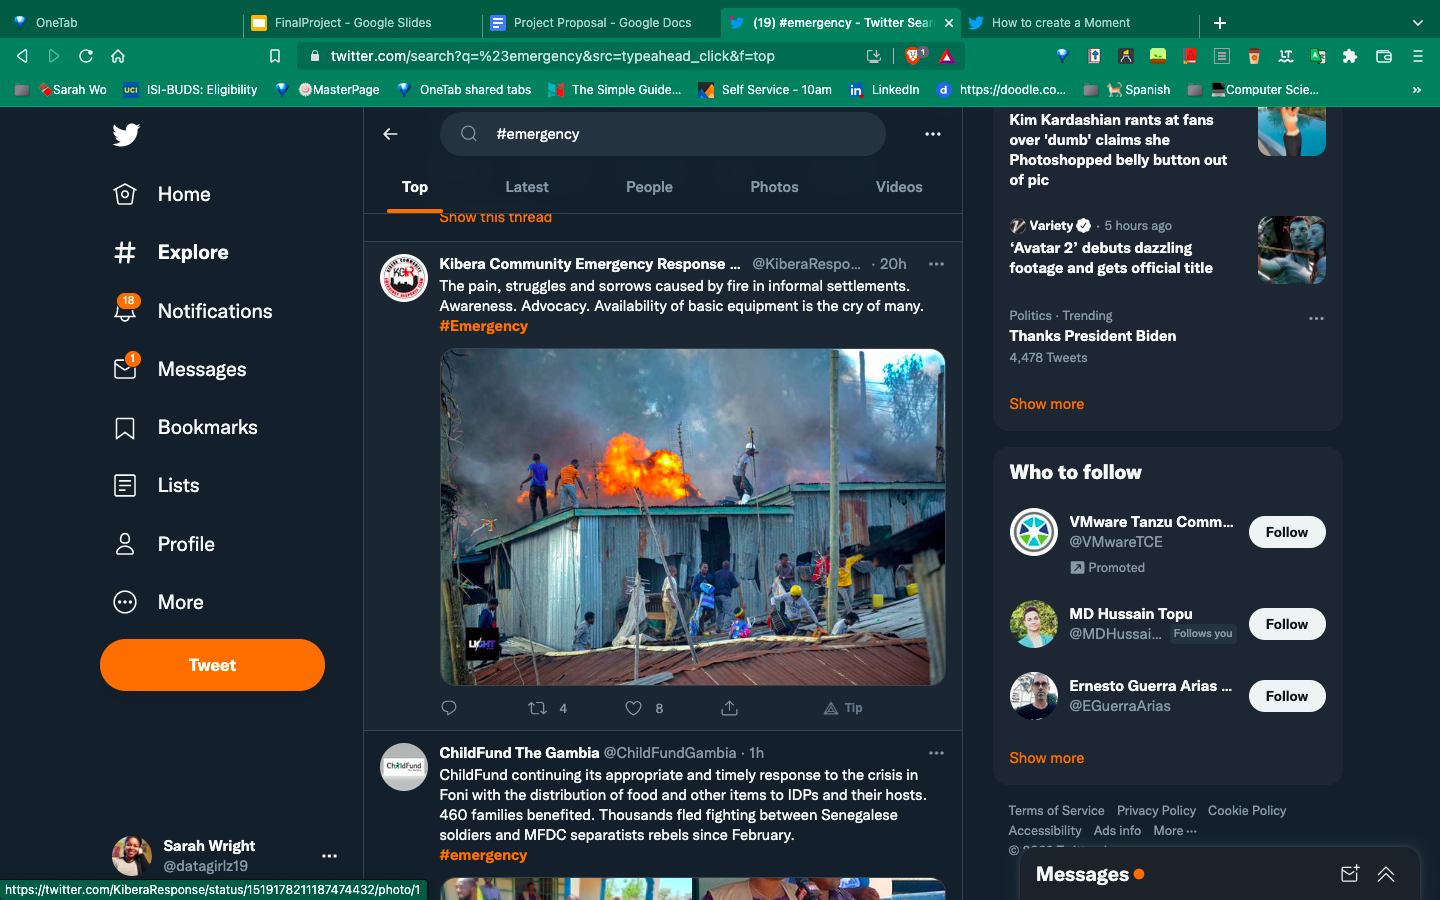 OneTab
FinalProject - Google Slides
Project Proposal - Google Docs
(19) #emergency - Twitter Sear
How to create a Moment
twitter.com/search?q=%23emergency&src=typeahead_click&f=top
1
Sarah Wo
UCI ISI-BUDS: Eligibility
MasterPage
OneTab shared tabs
The Simple Guide...
Self Service - 10am
in LinkedIn
d https://doodle.co...
Spanish
Computer Scie...
»
Home
Explore
18
Notifications
1
Messages
Bookmarks
Lists
Profile
More
Tweet
Sarah Wright
@datagirlz19
https://twitter.com/KiberaResponse/status/1519178211187474432/photo/1
#emergency
Top
Latest
People
Photos
Videos
Show this thread
Kibera Community Emergency Response ... @KiberaRespo... · 20h
The pain, struggles and sorrows caused by fire in informal settlements.
Awareness. Advocacy. Availability of basic equipment is the cry of many.
#Emergency
LIGHT
4
8
Tip
ChildFund
ChildFund The Gambia @ChildFundGambia · 1h
ChildFund continuing its appropriate and timely response to the crisis in
Foni with the distribution of food and other items to IDPs and their hosts.
460 families benefited. Thousands fled fighting between Senegalese
soldiers and MFDC separatists rebels since February.
#emergency
Kim Kardashian rants at fans
over 'dumb' claims she
Photoshopped belly button out
of pic
Variety · 5 hours ago
‘Avatar 2’ debuts dazzling
footage and gets official title
Politics · Trending
Thanks President Biden
4,478 Tweets
Show more
Who to follow
VMware Tanzu Comm...
@VMwareTCE
Follow
Promoted
MD Hussain Topu
@MDHussai... Follows you
Follow
Ernesto Guerra Arias ...
@EGuerraArias
Follow
Show more
Terms of Service Privacy Policy Cookie Policy
Accessibility Ads info More ···
Messages